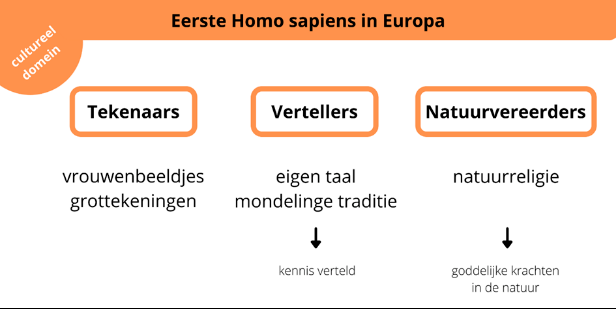 Eerste Homo sapiens in Europa
cultureel
domein
Tekenaars
Vertellers
Natuurvereerders
vrouwenbeeldjes
grottekeningen
eigen taal
mondelinge traditie
natuurreligie
kennis verteld
goddelijke krachten
in de natuur